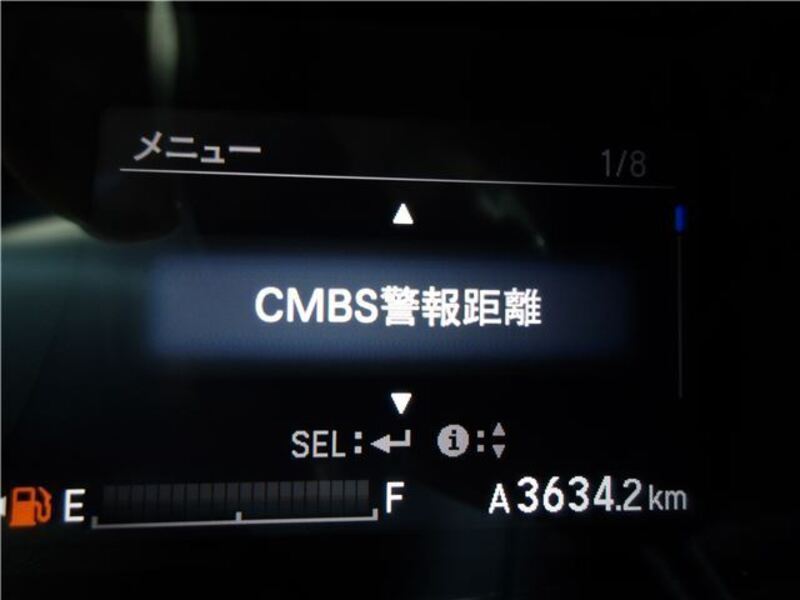 メニュー 1/8
▲
CMBS警報距離
▼
SEL:↵ i:▲▼
E F A3634.2km